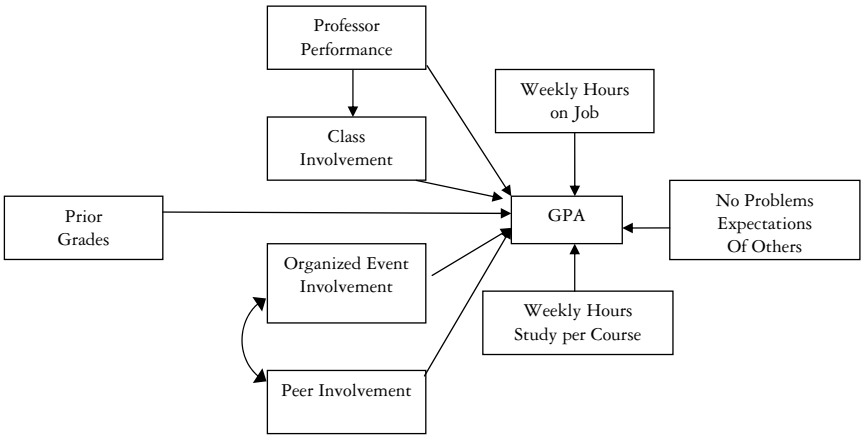 Professor
Performance
Weekly Hours
on Job
Class
Involvement
Prior
Grades
GPA
No Problems
Expectations
Of Others
Organized Event
Involvement
Weekly Hours
Study per Course
Peer Involvement